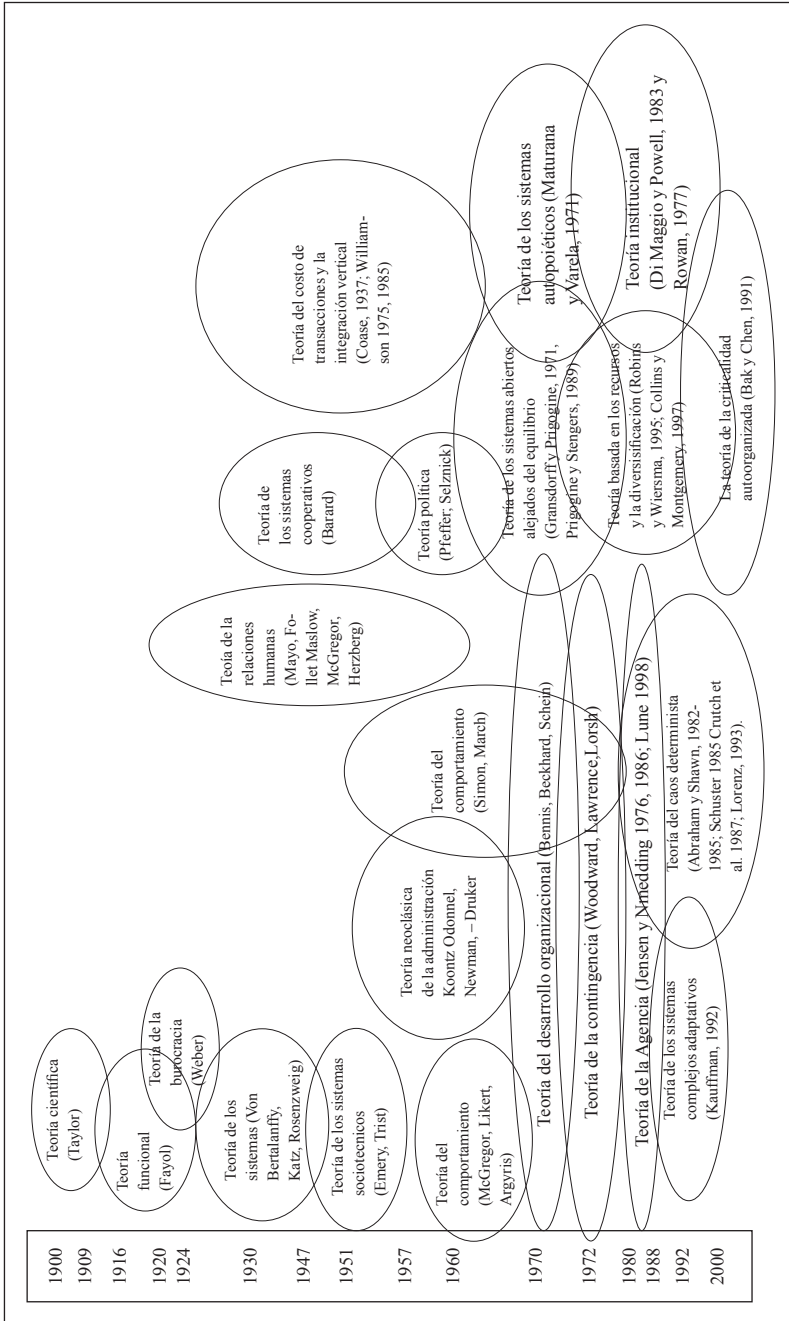 1900
1909
1916
1920
1924
1930
1947
1951
1957
1960
1970
1972
1980
1988
1992
2000
Teoría científica
(Taylor)
Teoría
funcional
(Fayol)
Teoría de la
burocracia
(Weber)
Teoría de los
sistemas (Von
Bertalanffy,
Katz, Rosenzweig)
Teoría de los sistemas
sociotecnicos
(Emery, Trist)
Teoría del
comportamiento
(McGregor, Likert,
Argyris)
Teoría neoclásica
de la administración
Koontz Odonnel,
Newman, – Druker
Teoría del
comportamiento
(Simon, March)
Teoía de la
relaciones
humanas
(Mayo, Fo-
llet Maslow,
McGregor,
Herzberg)
Teoría de
los sistemas
cooperativos
(Barard)
Teoría política
(Pfeffer; Selznick)
Teoría del costo de
transacciones y la
integración vertical
(Coase, 1937; William-
son 1975, 1985)
Teoría del desarrollo organizacional (Bennis, Beckhard, Schein)
Teoría de la contingencia (Woodward, Lawrence,Lorsh)
Teoría de la Agencia (Jensen y Nmedding 1976, 1986; Lune 1998)
Teoría de los sistemas
complejos adaptativos
(Kauffman, 1992)
Teoría del caos determinista
(Abraham y Shawn, 1982-
1985; Schuster 1985 Crutch et
al. 1987; Lorenz, 1993).
Teoría de los sistemas abiertos
alejados del equilibrio
(Gransdorff y Prigogine, 1971,
Prigogine y Stengers, 1989)
Teoría de los sistemas
autopoiéticos (Maturana
y Varela, 1971)
Teoría basada en los recursos
y la diversisificación (Robins
y Wiersma, 1995; Collins y
Montgemery, 1997)
Teoría institucional
(Di Maggio y Powell, 1983 y
Rowan, 1977)
La teoría de la criticalidad
autoorganizada (Bak y Chen, 1991)